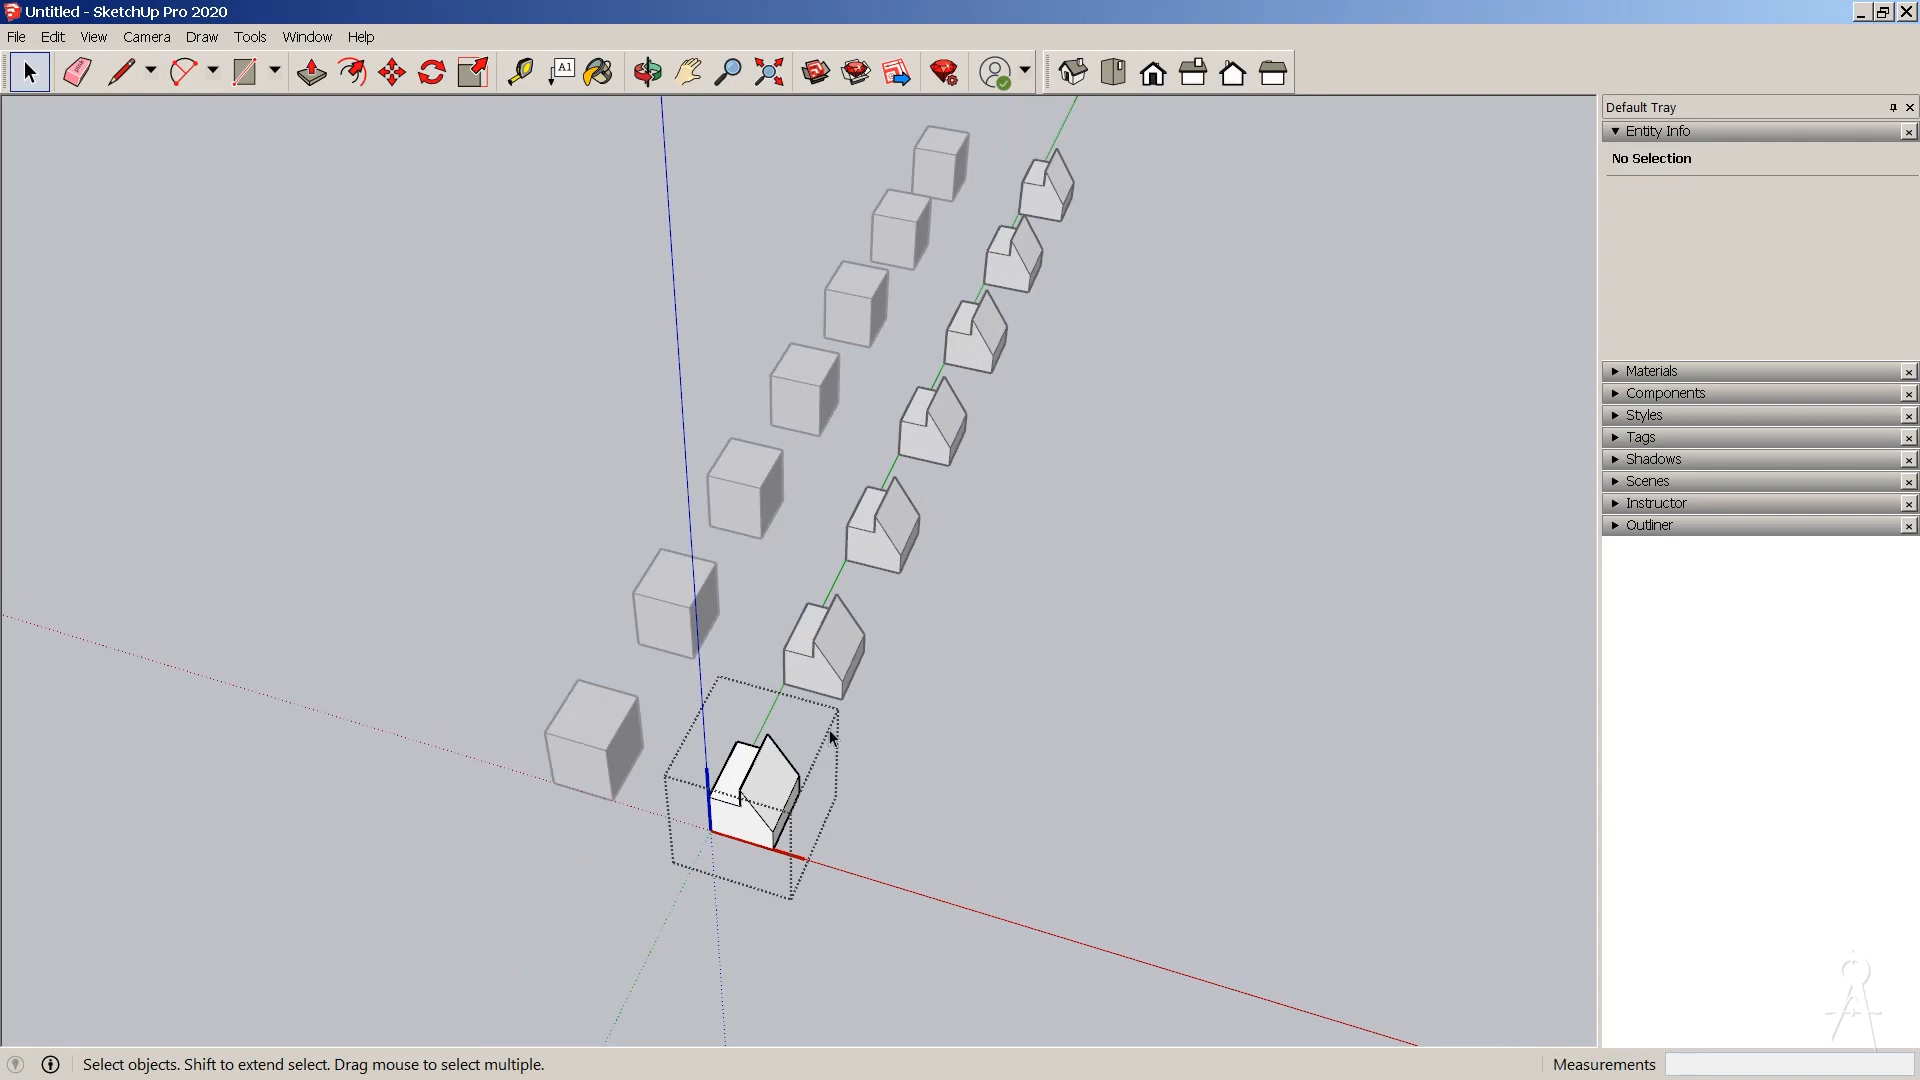 Untitled - SketchUp Pro 2020
File Edit View Camera Draw Tools Window Help
A1
Default Tray
Entity Info
No Selection
Materials
Components
Styles
Tags
Shadows
Scenes
Instructor
Outliner
Select objects. Shift to extend select. Drag mouse to select multiple.
Measurements